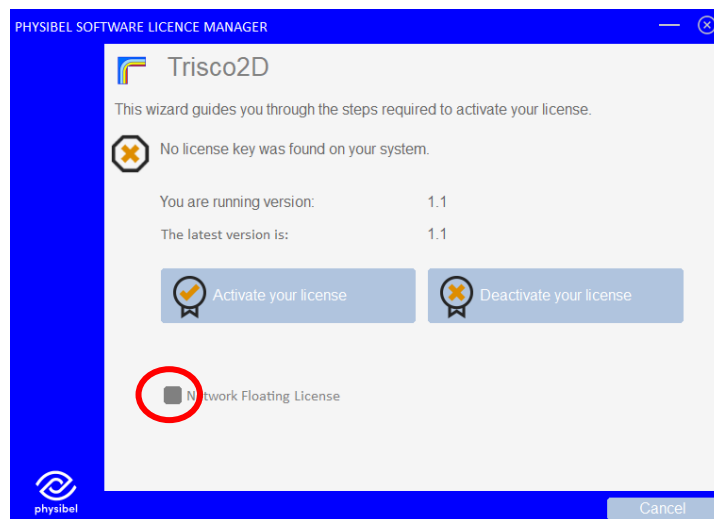 PHYSIBEL SOFTWARE LICENCE MANAGER
Trisco2D
This wizard guides you through the steps required to activate your license.
No license key was found on your system.
You are running version: 1.1
The latest version is: 1.1
Activate your license
Deactivate your license
Network Floating License
physibel
Cancel